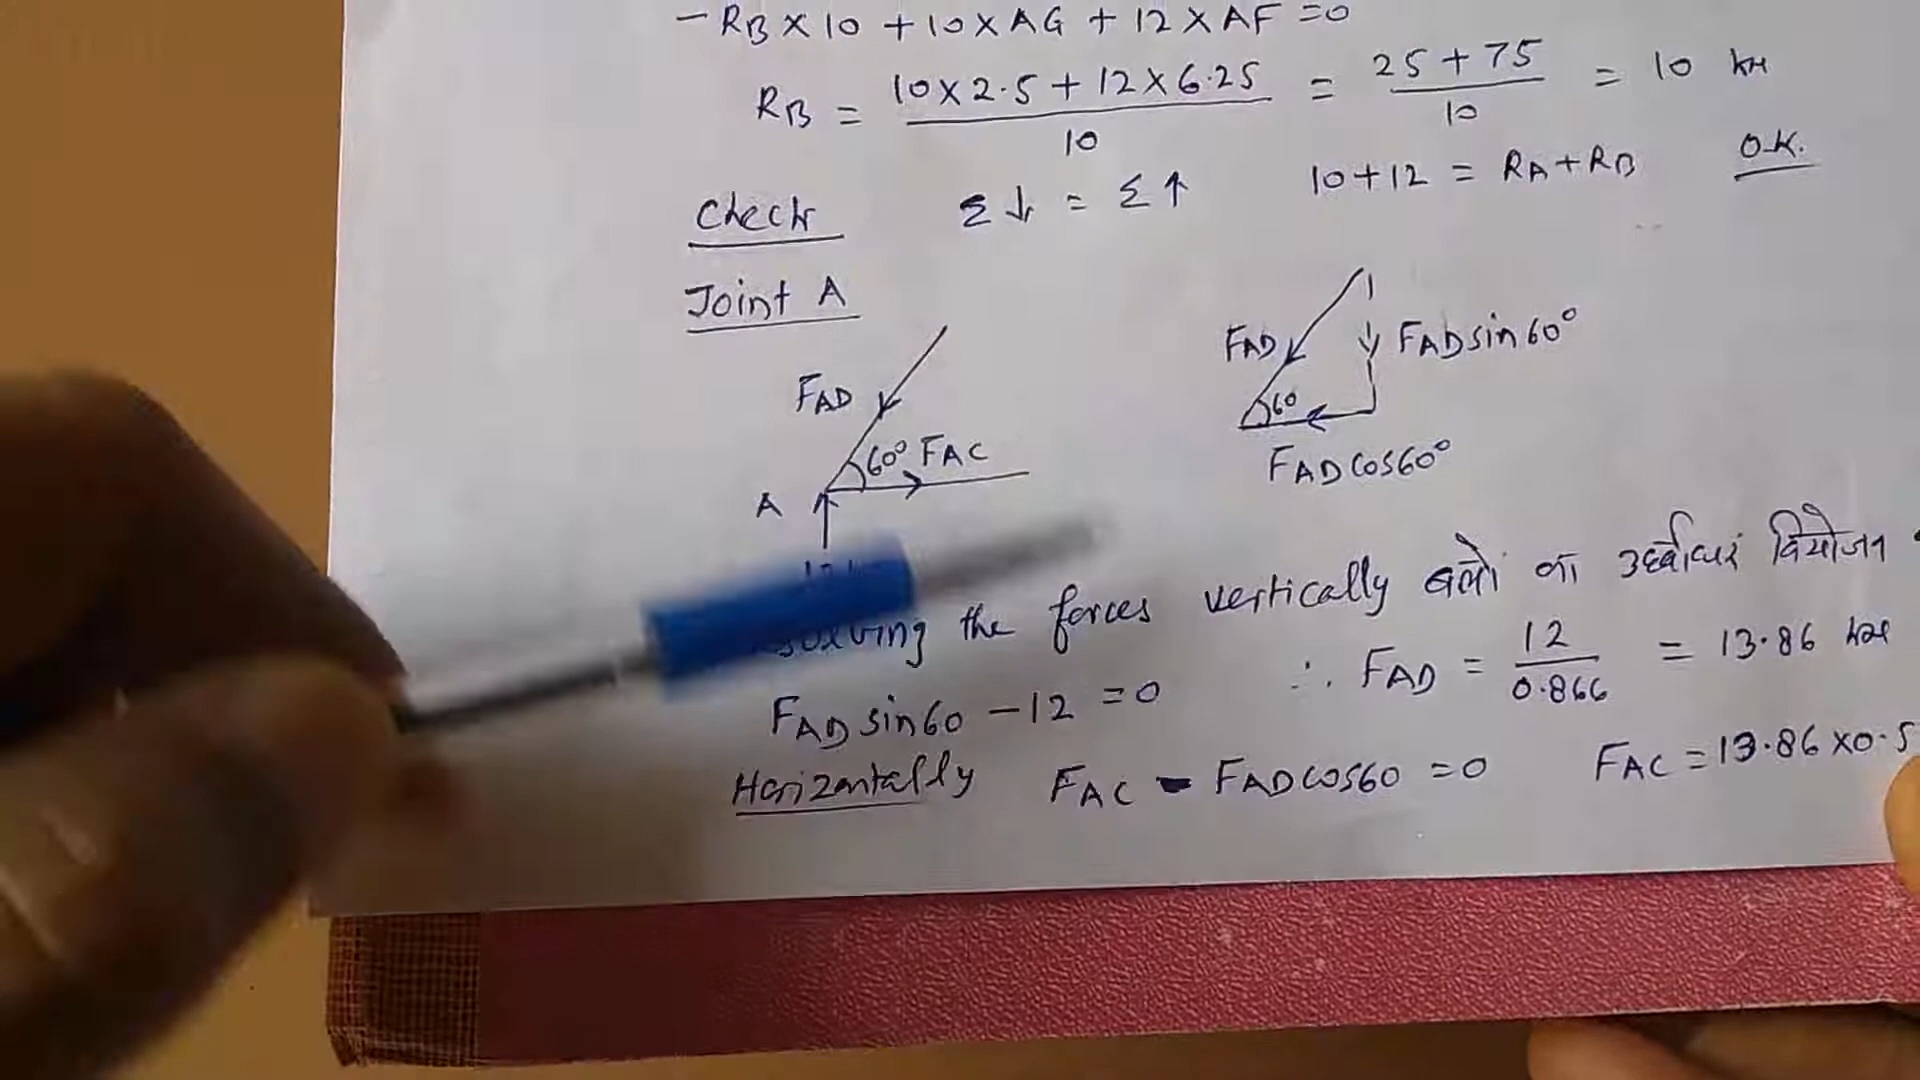 - RB × 10 + 10 × AG + 12 × AF = 0
RB = 10 × 2.5 + 12 × 6.25 / 10 = 25 + 75 / 10 = 10 kN
Check Σ↓ = Σ↑ 10 + 12 = RA + RB O.K.
Joint A
FAD 60° FAC A
FAD 60 FAD sin 60° FAD cos 60°
the forces vertically बलों का उर्ध्वाधर वियोजन
FAD sin 60 - 12 = 0 ∴ FAD = 12 / 0.866 = 13.86 kN
Horizontally FAC - FAD cos 60 = 0 FAC = 13.86 × 0.5